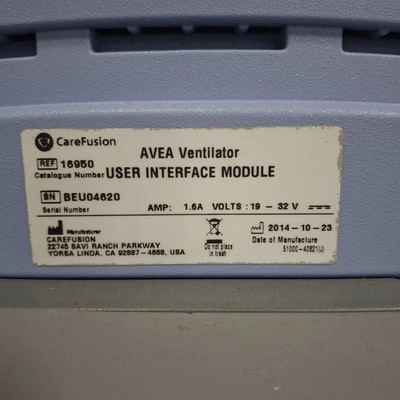 CareFusion
AVEA Ventilator
REF 16950
Catalogue Number USER INTERFACE MODULE
SN BEU04620
Serial Number
AMP: 1.6A VOLTS: 19 - 32 V
Manufacturer
CAREFUSION
22745 SAVI RANCH PARKWAY
YORBA LINDA, CA 92887-4668, USA
Do not place
in trash
2014-10-23
Date of Manufacture
51000-40821(J)